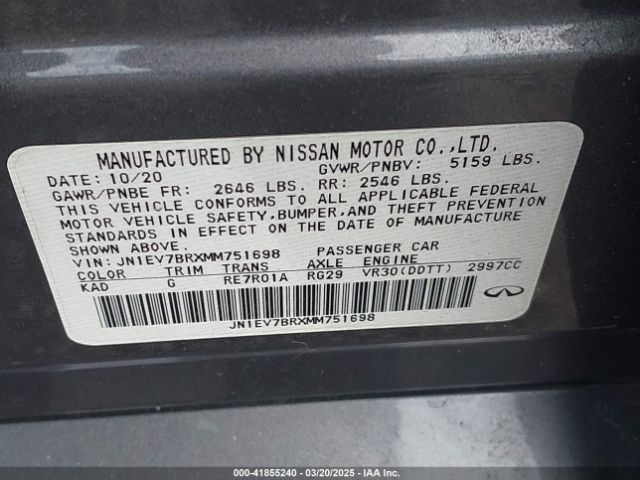 MANUFACTURED BY NISSAN MOTOR CO.,LTD.
DATE: 10/20 GVWR/PNBV: 5159 LBS.
GAWR/PNBE FR: 2646 LBS. RR: 2546 LBS.
THIS VEHICLE CONFORMS TO ALL APPLICABLE FEDERAL
MOTOR VEHICLE SAFETY,BUMPER,AND THEFT PREVENTION
STANDARDS IN EFFECT ON THE DATE OF MANUFACTURE
SHOWN ABOVE.
VIN: JN1EV7BRXMM751698 PASSENGER CAR
COLOR TRIM TRANS AXLE ENGINE
KAD G RE7R01A RG29 VR30(DDTT) 2997CC
JN1EV7BRXMM751698
INFINITI
00-41855240 | 03/20/2025 | IAA Inc.